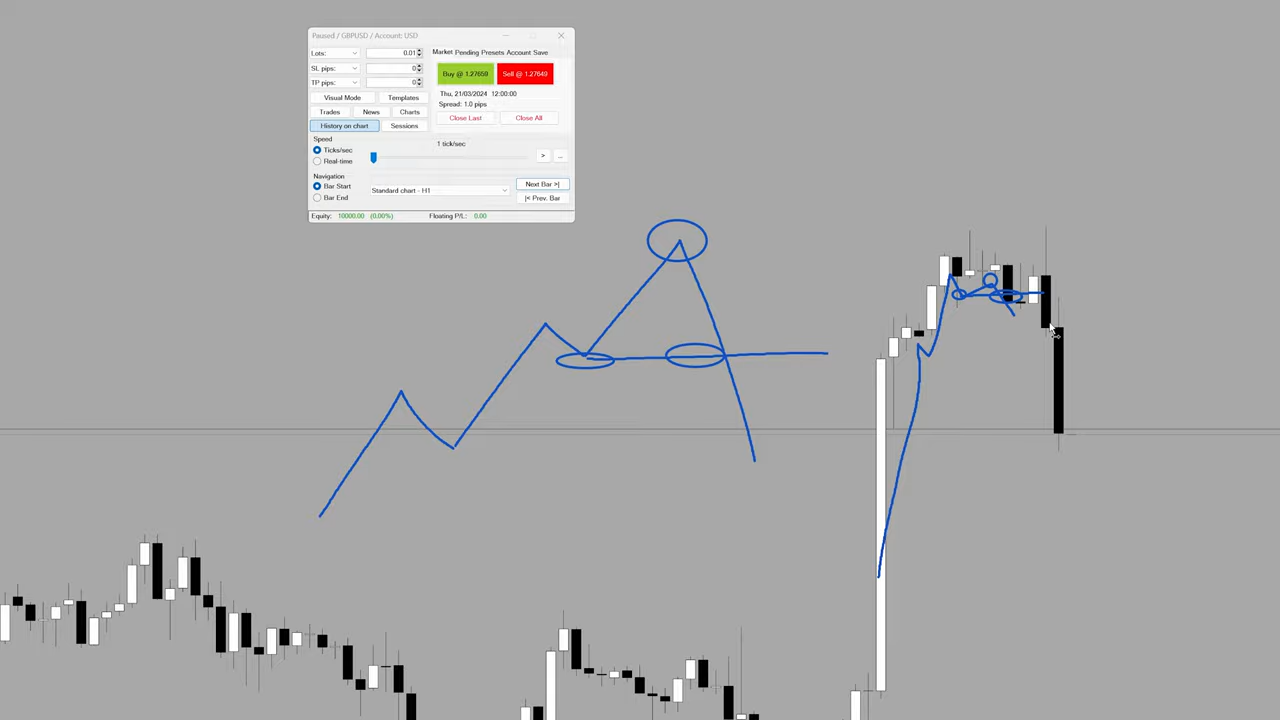 Paused / GBPUSD / Account: USD
Lots: 0.01
SL pips: 0
TP pips: 0
Visual Mode Templates
Trades News Charts
History on chart Sessions
Market Pending Presets Account Save
Buy @ 1.27659 Sell @ 1.27649
Thu, 21/03/2024 12:00:00
Spread: 1.0 pips
Close Last Close All
Speed
1 tick/sec
Ticks/sec
Real-time
> ...
Navigation
Bar Start
Bar End
Standard chart - H1
Next Bar >|
|< Prev. Bar
Equity: 10000.00 (0.00%) Floating P/L: 0.00